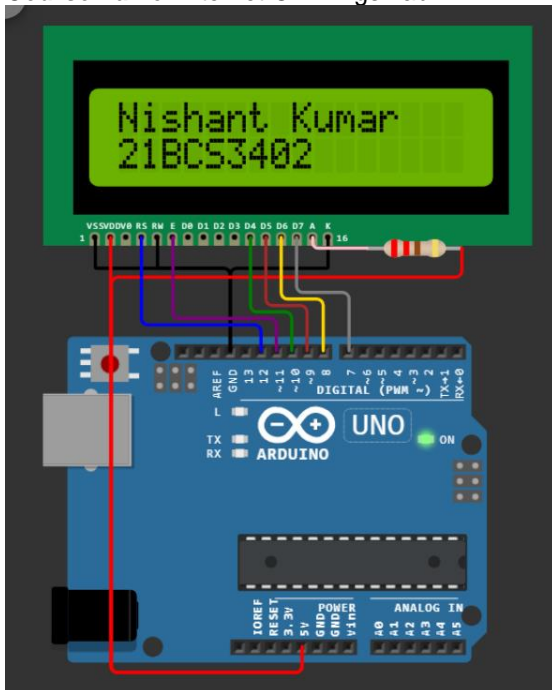 Nishant Kumar
21BCS3402
VSS VDD V0 RS RW E D0 D1 D2 D3 D4 D5 D6 D7 A K
1 16
AREF
GND
13
12
~11
~10
~9
8
7
~6
~5
4
~3
2
TX→1
RX←0
DIGITAL (PWM ~)
L
TX
RX
UNO
ON
ARDUINO
IOREF
RESET
3.3V
5V
GND
GND
Vin
POWER
ANALOG IN
A0
A1
A2
A3
A4
A5